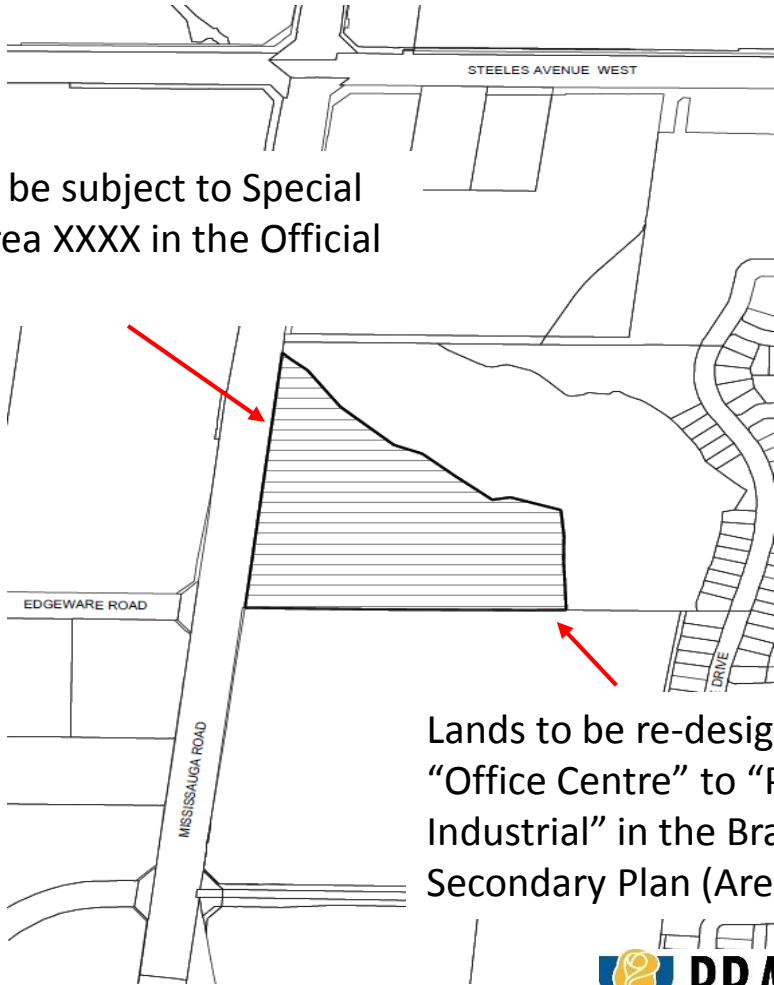 STEELES AVENUE WEST
be subject to Special
XXXX in the Official
EDGEWARE ROAD
MISSISSAUGA ROAD
DRIVE
Lands to be re-desig
“Office Centre” to “
Industrial” in the Bra
Secondary Plan (Are
DD